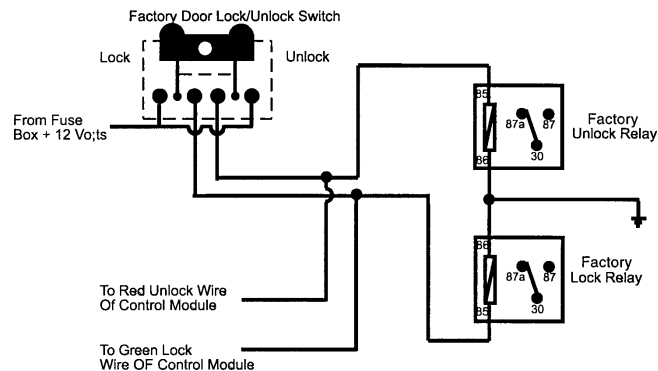 Factory Door Lock/Unlock Switch
Lock
Unlock
From Fuse
Box + 12 Vo;ts
85
87a
87
30
86
Factory
Unlock Relay
86
87a
87
30
85
Factory
Lock Relay
To Red Unlock Wire
Of Control Module
To Green Lock
Wire OF Control Module